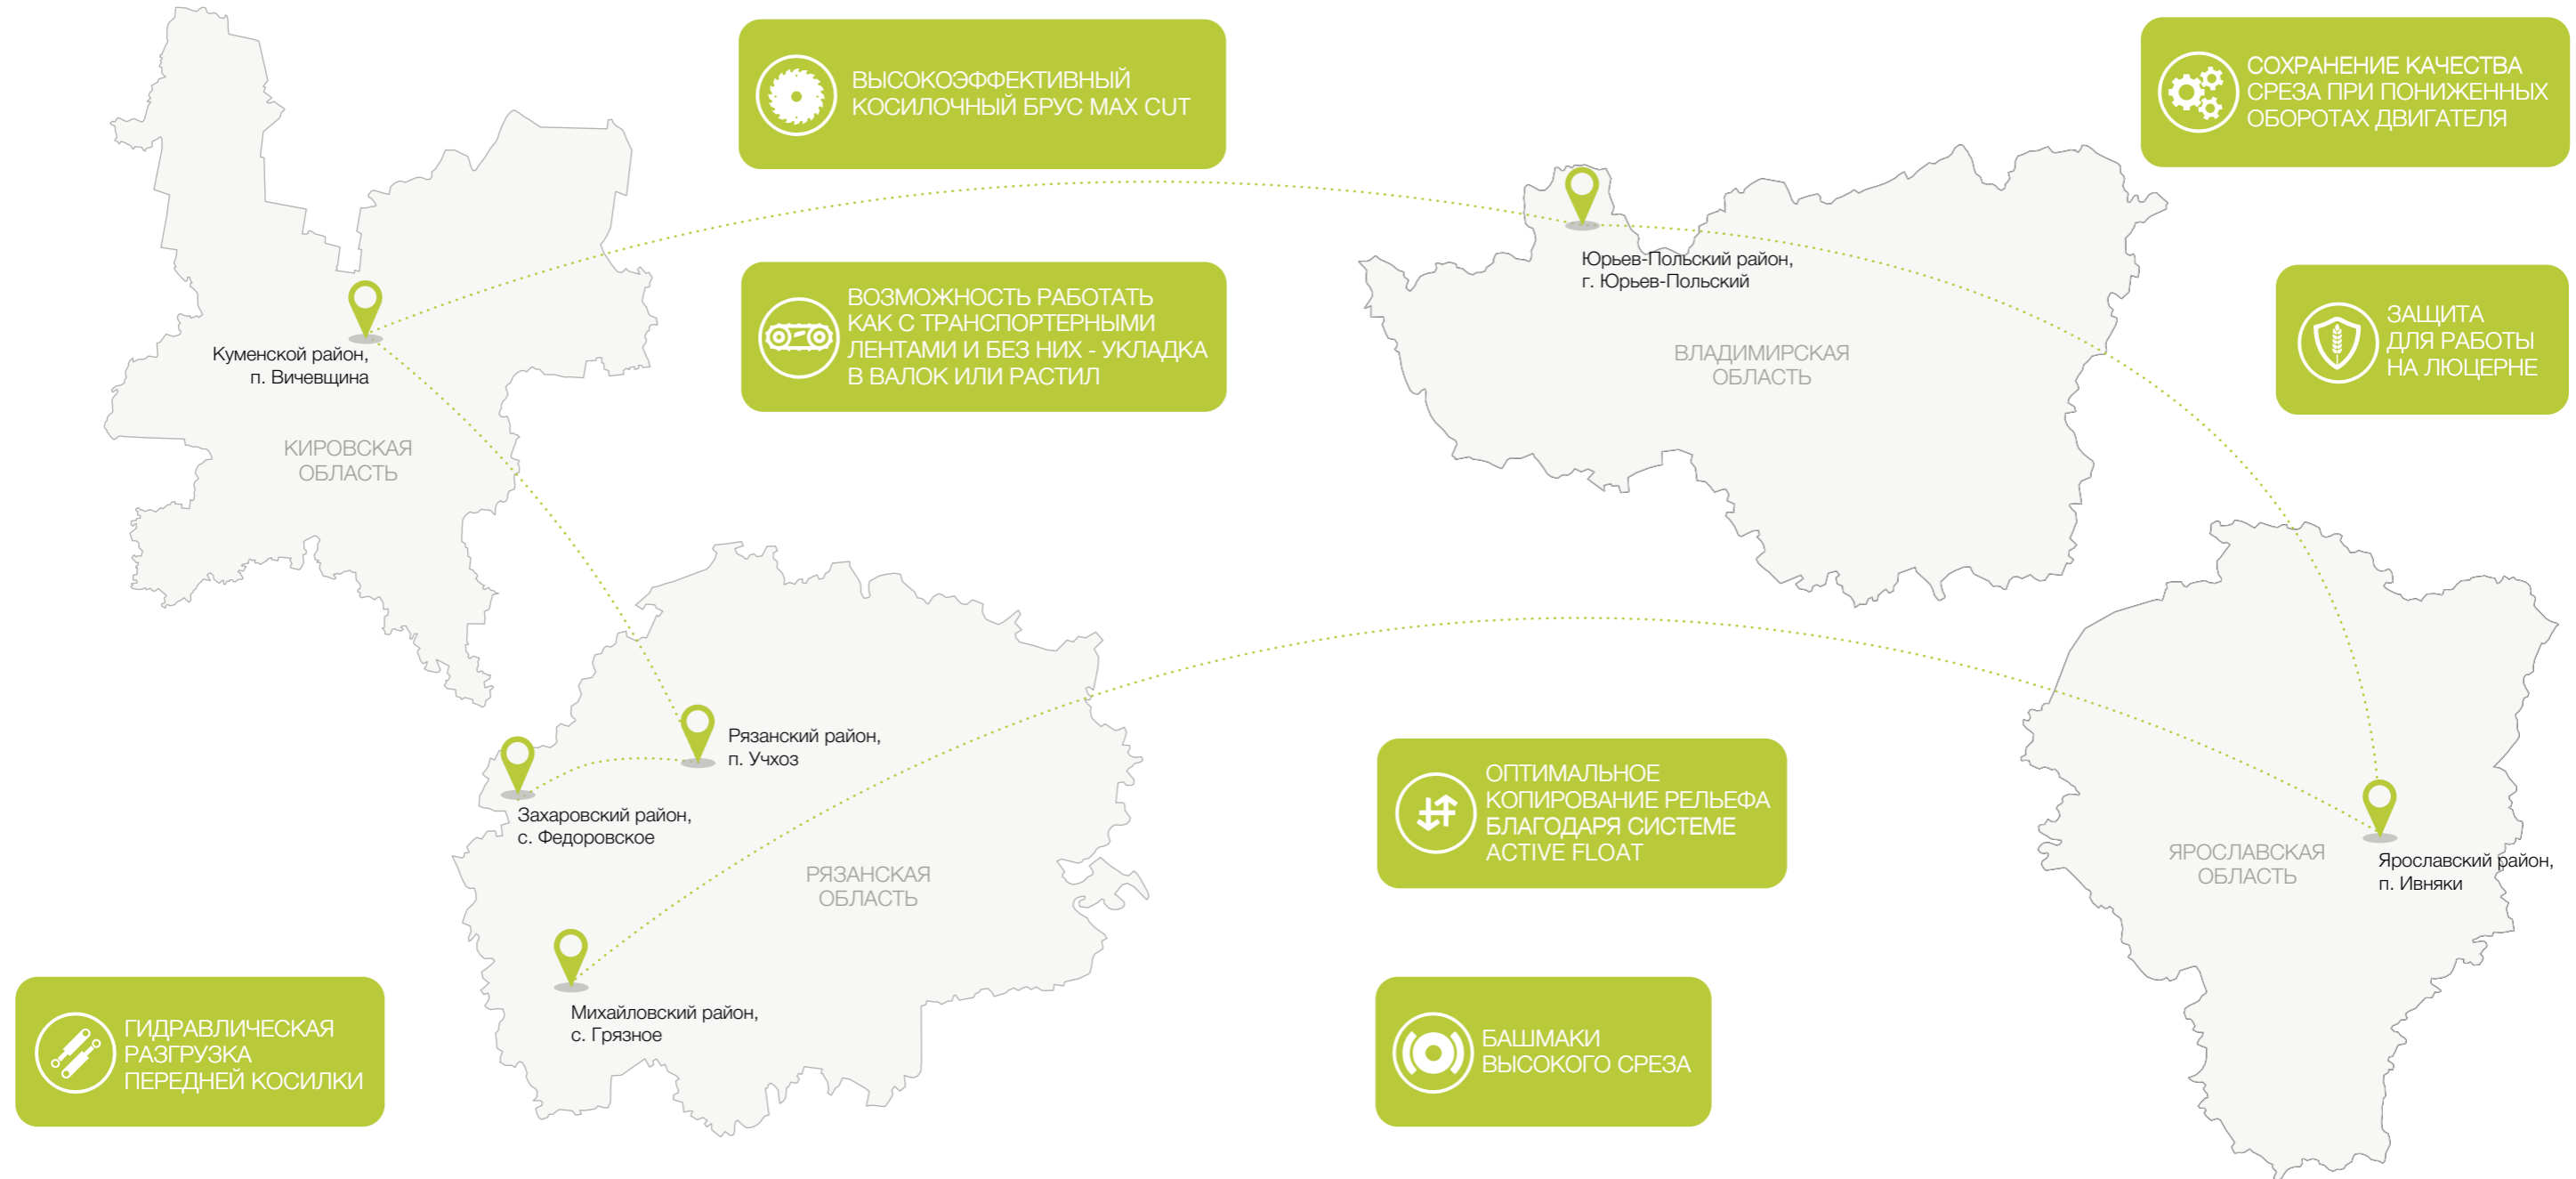 ВЫСОКОЭФФЕКТИВНЫЙ
КОСИЛОЧНЫЙ БРУС MAX CUT
СОХРАНЕНИЕ КАЧЕСТВА
СРЕЗА ПРИ ПОНИЖЕННЫХ
ОБОРОТАХ ДВИГАТЕЛЯ
ВОЗМОЖНОСТЬ РАБОТАТЬ
КАК С ТРАНСПОРТЕРНЫМИ
ЛЕНТАМИ И БЕЗ НИХ - УКЛАДКА
В ВАЛОК ИЛИ РАСТИЛ
Юрьев-Польский район,
г. Юрьев-Польский
ВЛАДИМИРСКАЯ
ОБЛАСТЬ
ЗАЩИТА
ДЛЯ РАБОТЫ
НА ЛЮЦЕРНЕ
Куменской район,
п. Вичевщина
КИРОВСКАЯ
ОБЛАСТЬ
Рязанский район,
п. Учхоз
Захаровский район,
с. Федоровское
РЯЗАНСКАЯ
ОБЛАСТЬ
Михайловский район,
с. Грязное
ОПТИМАЛЬНОЕ
КОПИРОВАНИЕ РЕЛЬЕФА
БЛАГОДАРЯ СИСТЕМЕ
ACTIVE FLOAT
ЯРОСЛАВСКАЯ
ОБЛАСТЬ
Ярославский район,
п. Ивняки
ГИДРАВЛИЧЕСКАЯ
РАЗГРУЗКА
ПЕРЕДНЕЙ КОСИЛКИ
БАШМАКИ
ВЫСОКОГО СРЕЗА